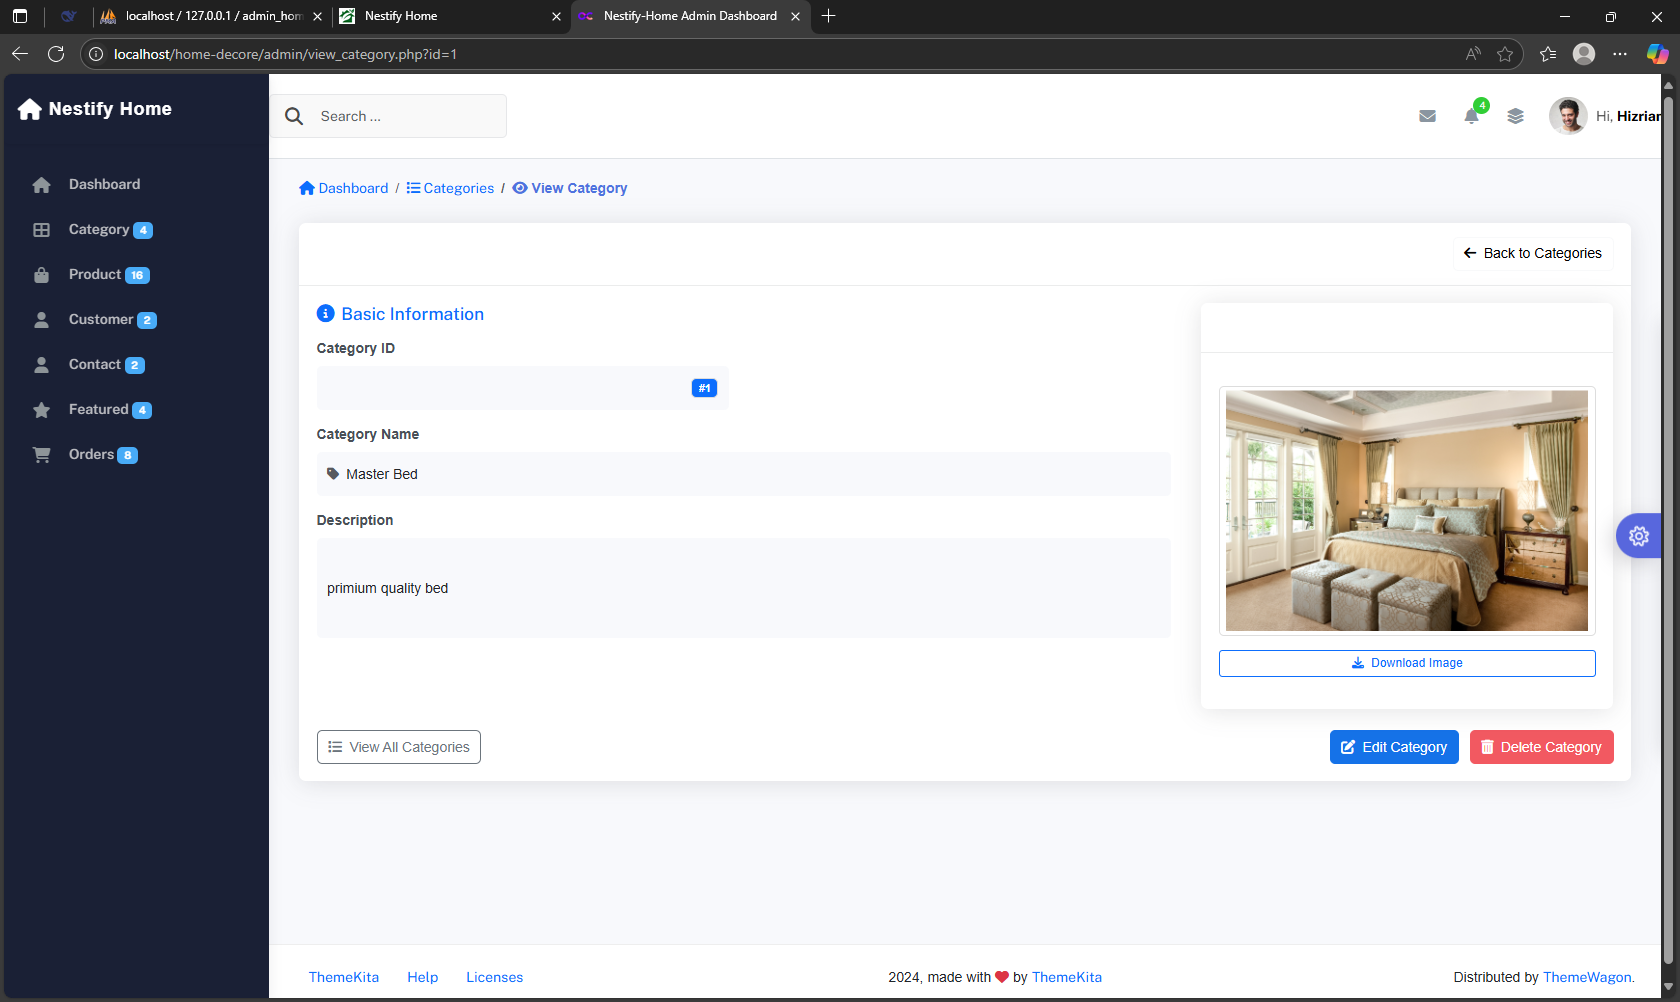 localhost / 127.0.0.1 / admin_hom
Nestify Home
Nestify-Home Admin Dashboard
localhost/home-decore/admin/view_category.php?id=1
Nestify Home
Search ...
4
Hi, Hizrian
Dashboard
Category 4
Product 16
Customer 2
Contact 2
Featured 4
Orders 8
Dashboard / Categories / View Category
Back to Categories
Basic Information
Category ID
#1
Category Name
Master Bed
Description
primium quality bed
Download Image
View All Categories
Edit Category
Delete Category
ThemeKita Help Licenses
2024, made with by ThemeKita
Distributed by ThemeWagon.